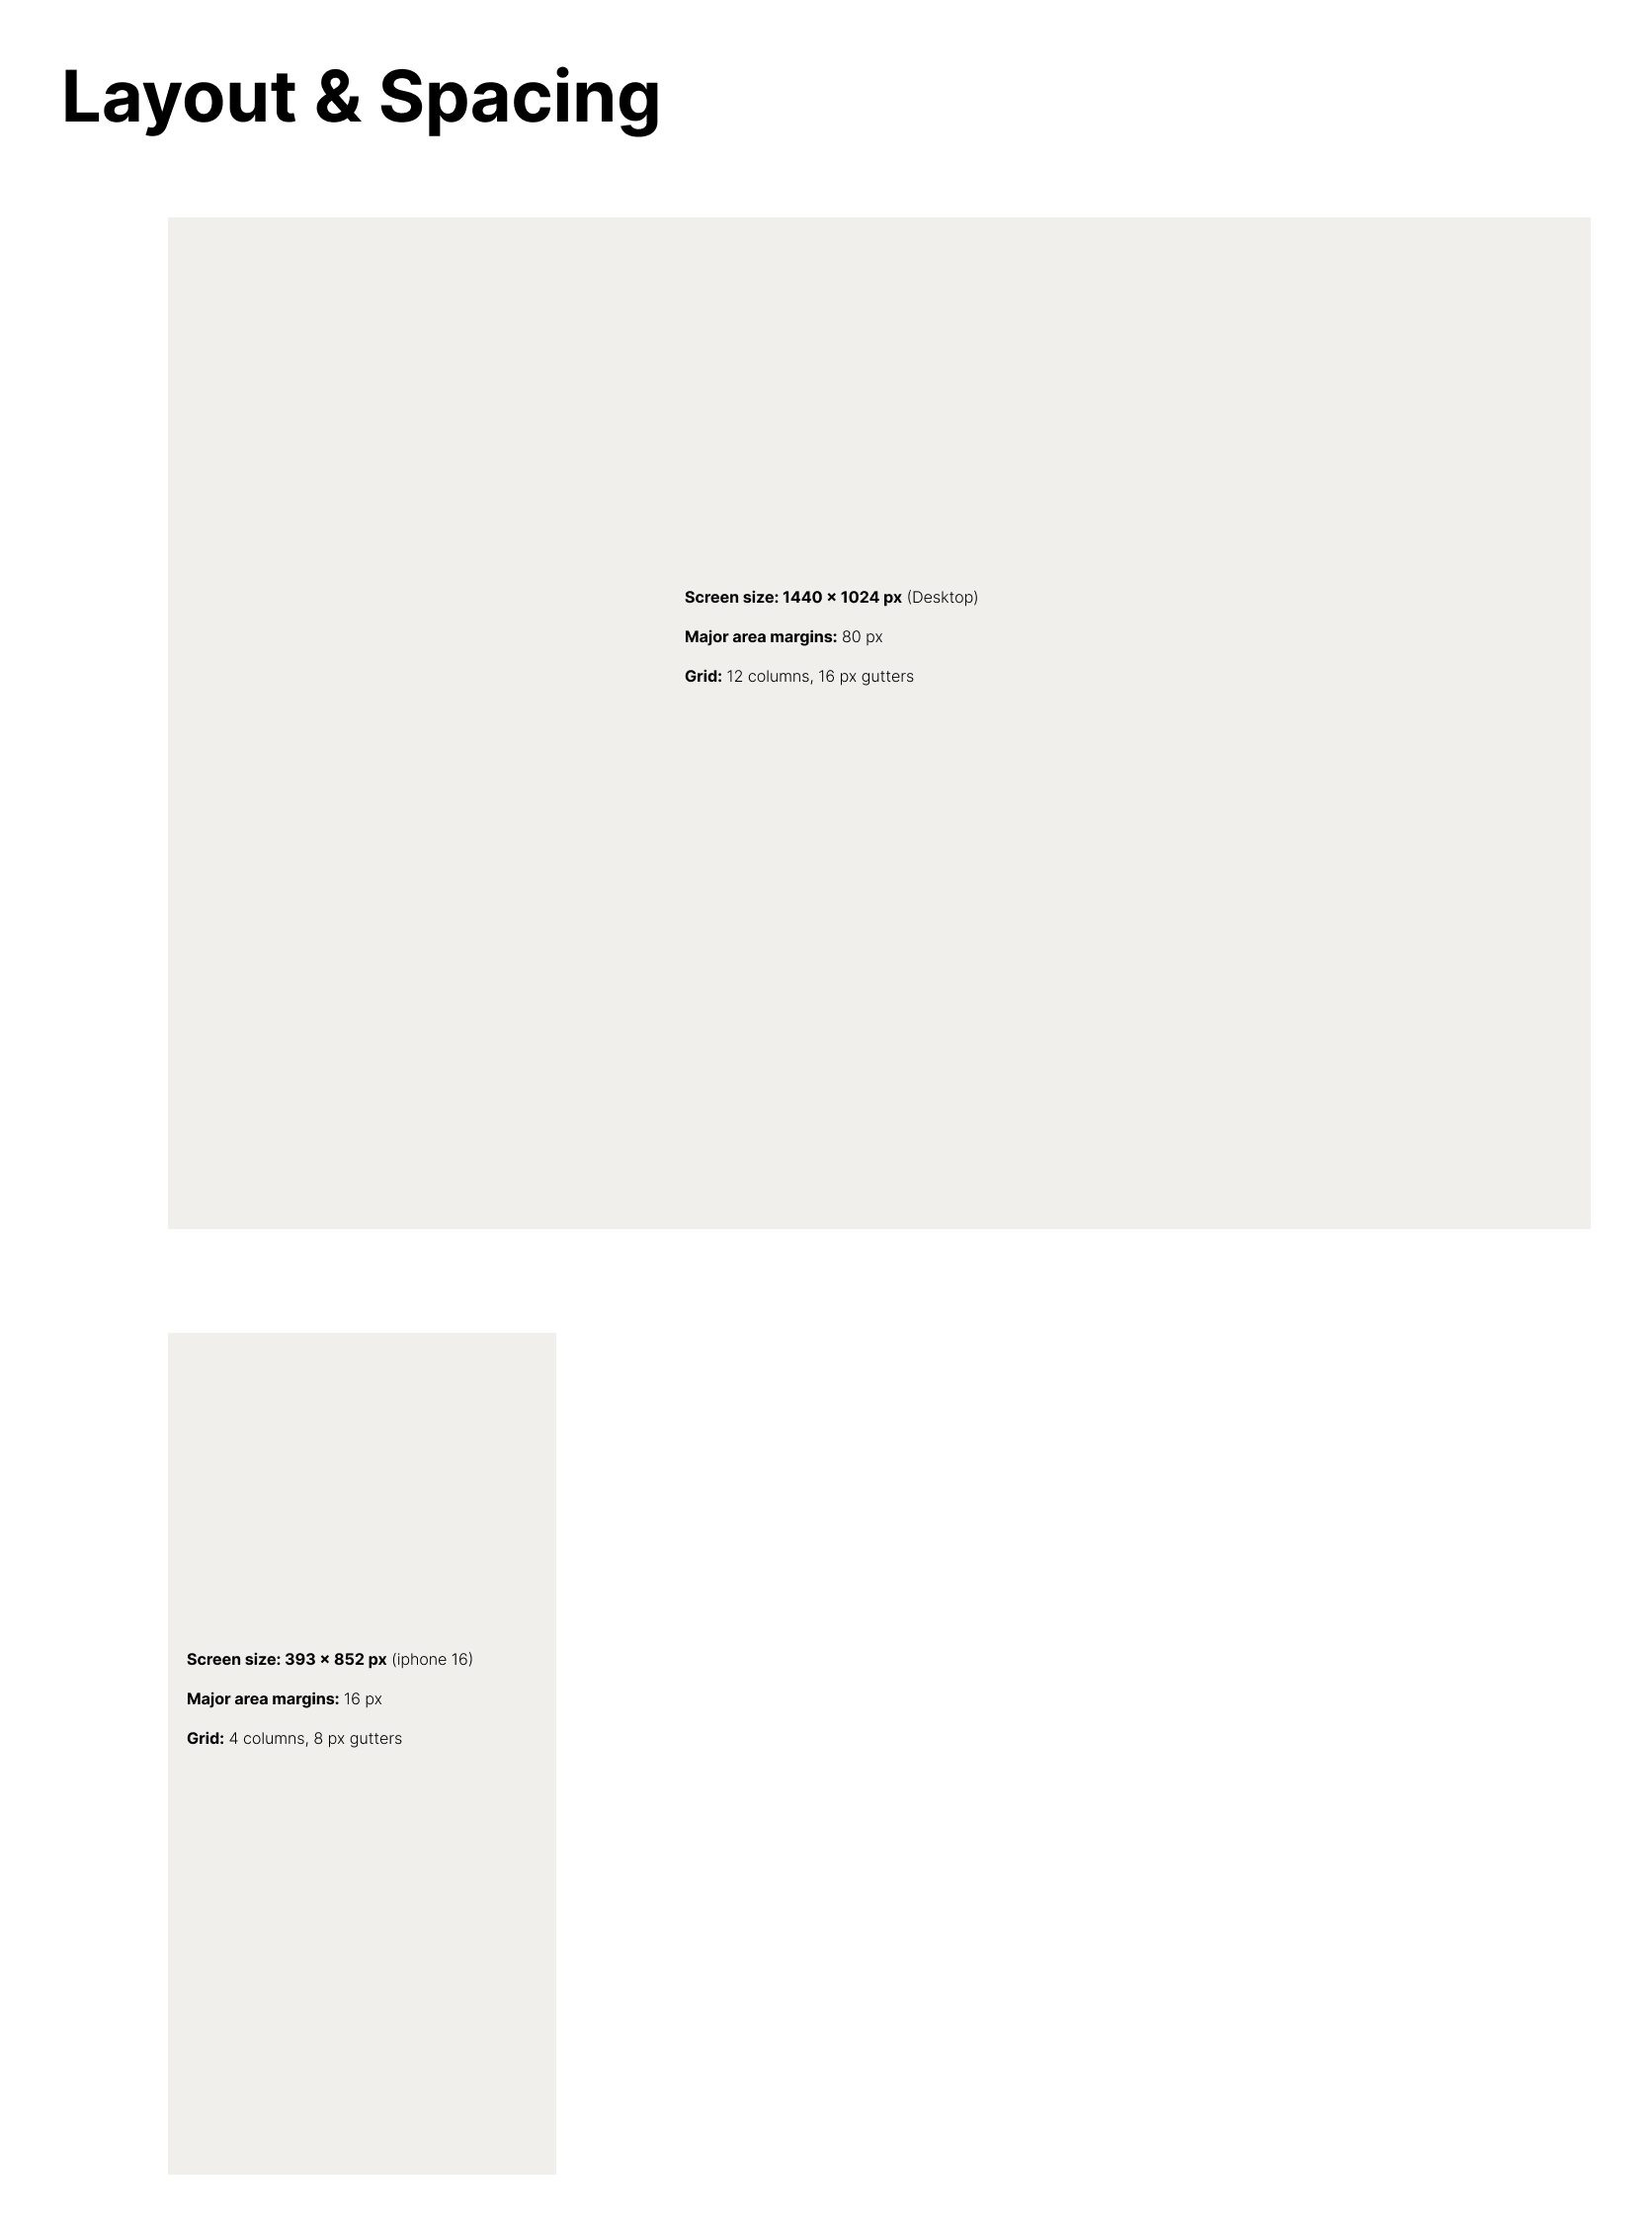 Layout & Spacing
Screen size: 1440 × 1024 px (Desktop)
Major area margins: 80 px
Grid: 12 columns, 16 px gutters
Screen size: 393 × 852 px (iphone 16)
Major area margins: 16 px
Grid: 4 columns, 8 px gutters